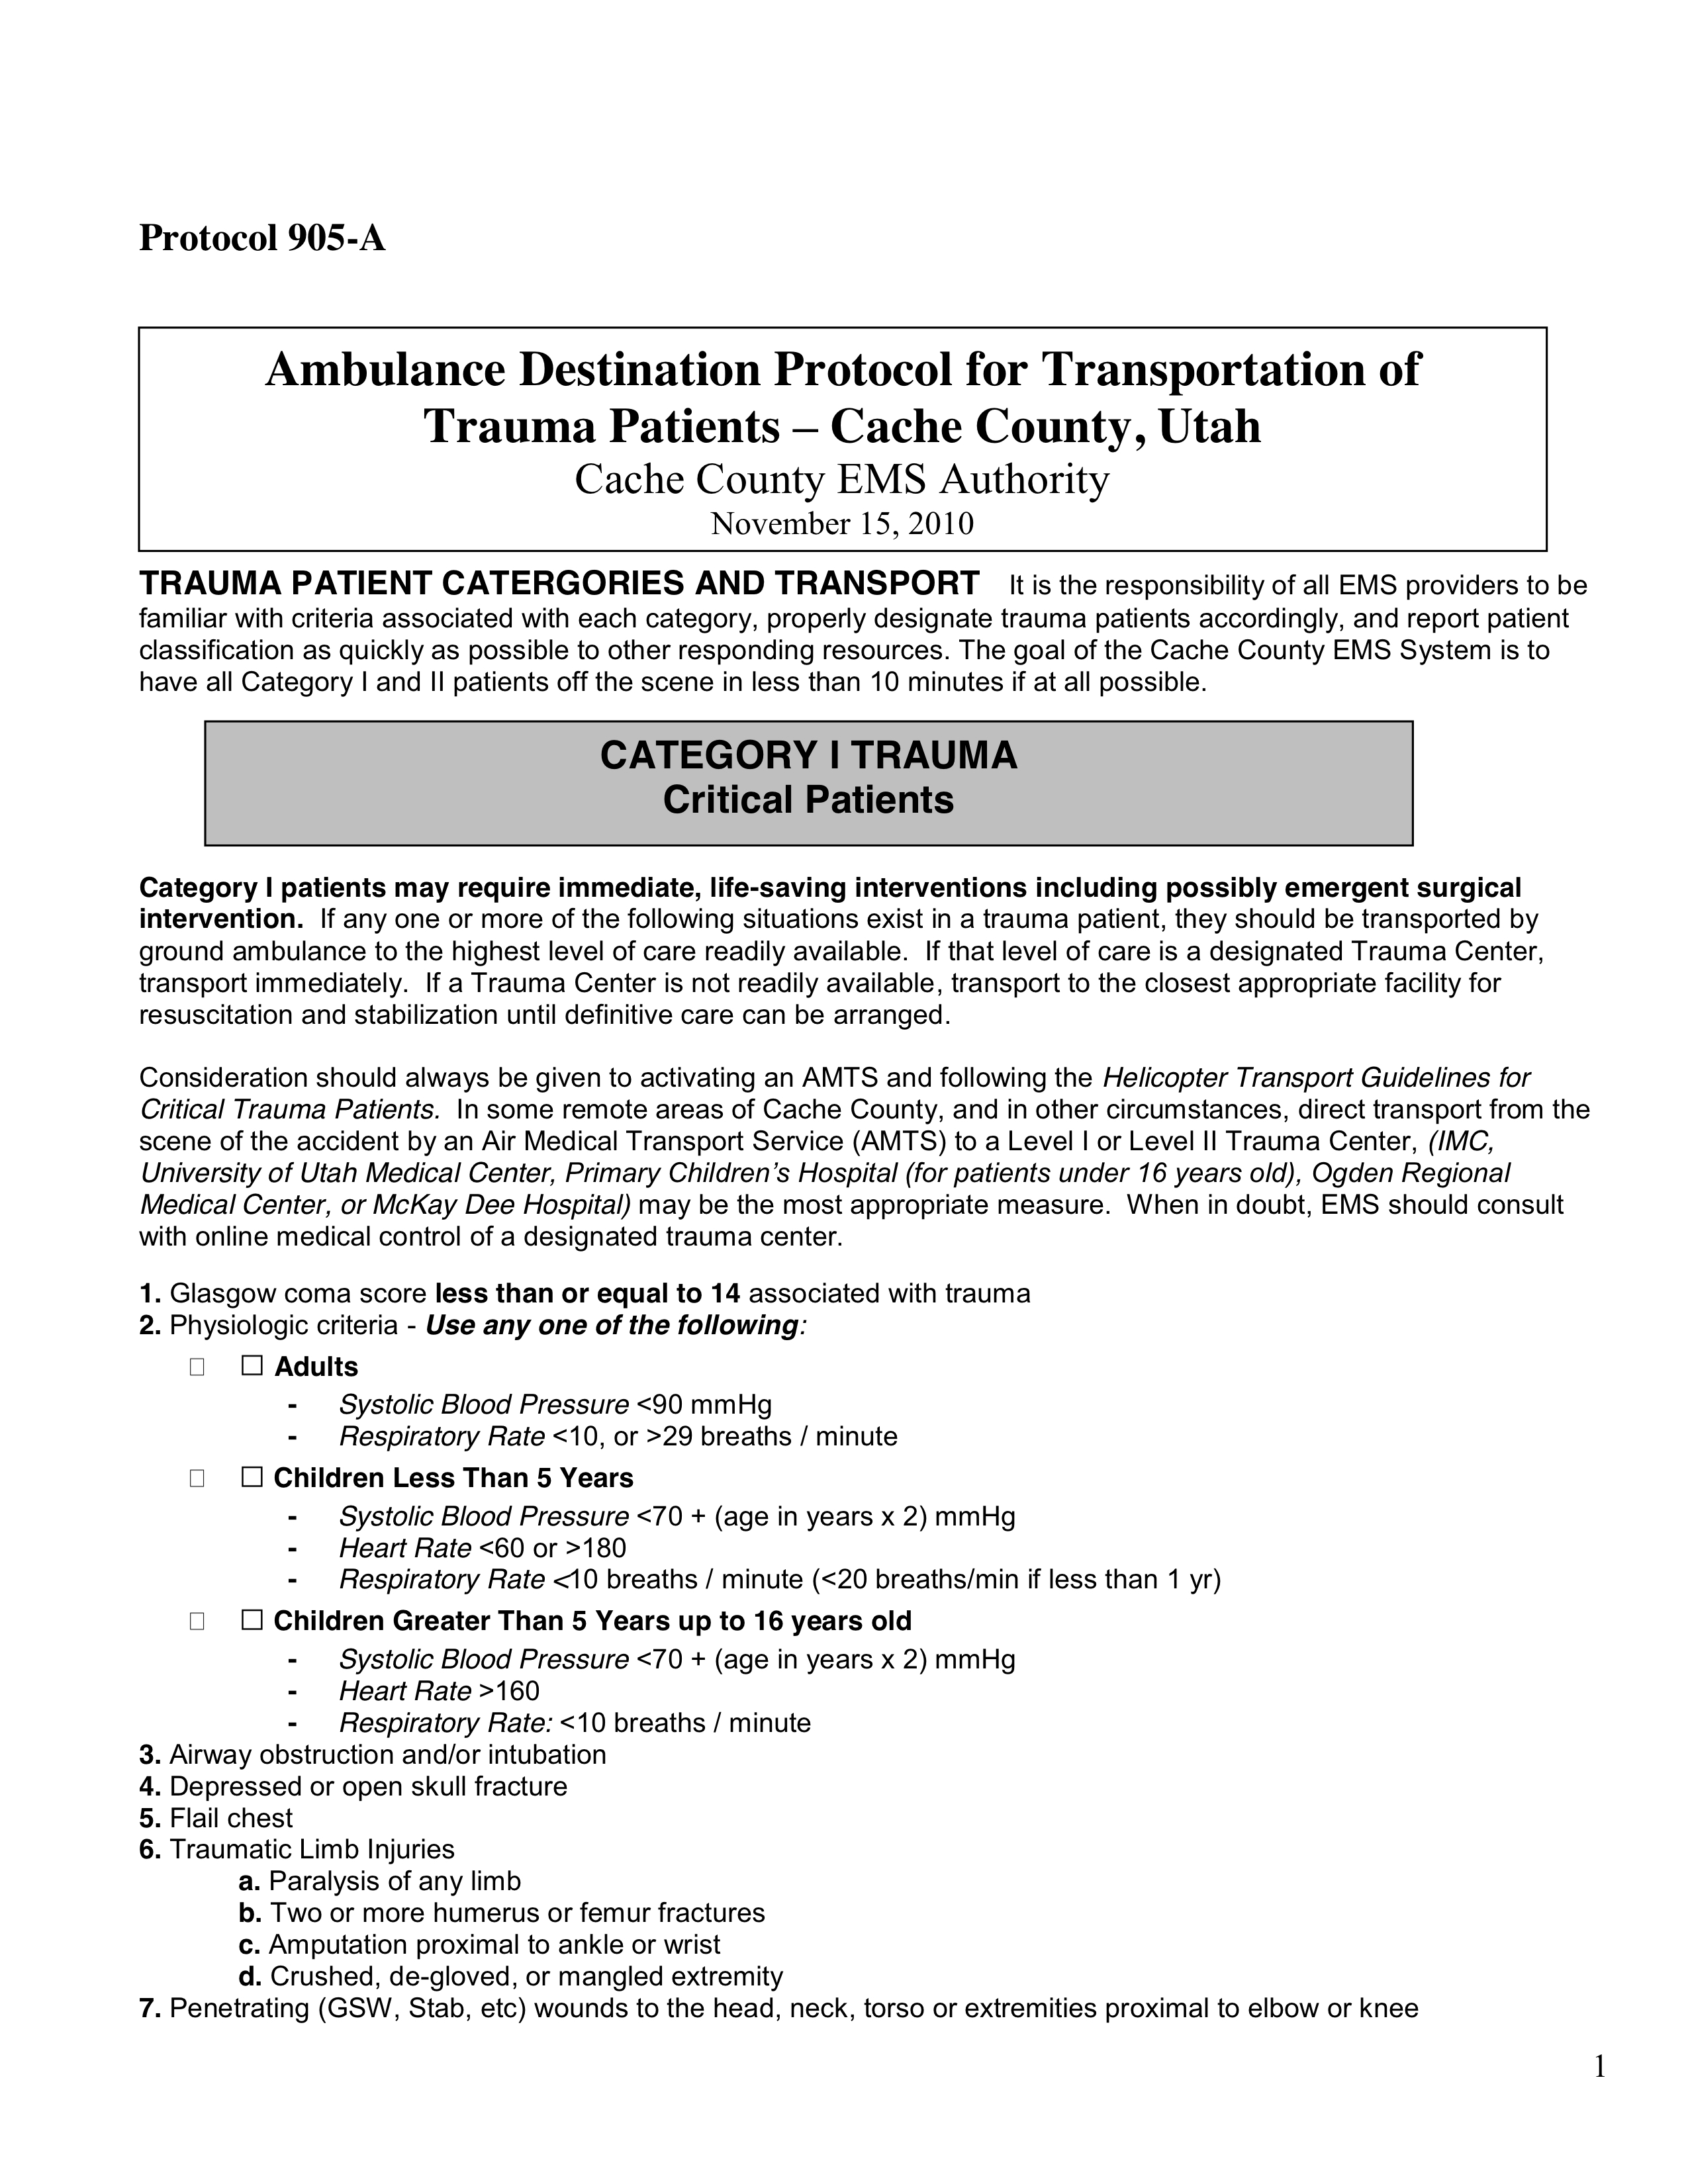 Protocol 905-A
Ambulance Destination Protocol for Transportation of
Trauma Patients – Cache County, Utah
Cache County EMS Authority
November 15, 2010
TRAUMA PATIENT CATERGORIES AND TRANSPORT It is the responsibility of all EMS providers to be
familiar with criteria associated with each category, properly designate trauma patients accordingly, and report patient
classification as quickly as possible to other responding resources. The goal of the Cache County EMS System is to
have all Category I and II patients off the scene in less than 10 minutes if at all possible.
CATEGORY I TRAUMA
Critical Patients
Category I patients may require immediate, life-saving interventions including possibly emergent surgical
intervention. If any one or more of the following situations exist in a trauma patient, they should be transported by
ground ambulance to the highest level of care readily available. If that level of care is a designated Trauma Center,
transport immediately. If a Trauma Center is not readily available, transport to the closest appropriate facility for
resuscitation and stabilization until definitive care can be arranged.
Consideration should always be given to activating an AMTS and following the Helicopter Transport Guidelines for
Critical Trauma Patients. In some remote areas of Cache County, and in other circumstances, direct transport from the
scene of the accident by an Air Medical Transport Service (AMTS) to a Level I or Level II Trauma Center, (IMC,
University of Utah Medical Center, Primary Children's Hospital (for patients under 16 years old), Ogden Regional
Medical Center, or McKay Dee Hospital) may be the most appropriate measure. When in doubt, EMS should consult
with online medical control of a designated trauma center.
1. Glasgow coma score less than or equal to 14 associated with trauma
2. Physiologic criteria - Use any one of the following:
☐ Adults
- Systolic Blood Pressure <90 mmHg
- Respiratory Rate <10, or >29 breaths / minute
☐ Children Less Than 5 Years
- Systolic Blood Pressure <70 + (age in years x 2) mmHg
- Heart Rate <60 or >180
- Respiratory Rate <10 breaths / minute (<20 breaths/min if less than 1 yr)
☐ Children Greater Than 5 Years up to 16 years old
- Systolic Blood Pressure <70 + (age in years x 2) mmHg
- Heart Rate >160
- Respiratory Rate: <10 breaths / minute
3. Airway obstruction and/or intubation
4. Depressed or open skull fracture
5. Flail chest
6. Traumatic Limb Injuries
a. Paralysis of any limb
b. Two or more humerus or femur fractures
c. Amputation proximal to ankle or wrist
d. Crushed, de-gloved, or mangled extremity
7. Penetrating (GSW, Stab, etc) wounds to the head, neck, torso or extremities proximal to elbow or knee
1